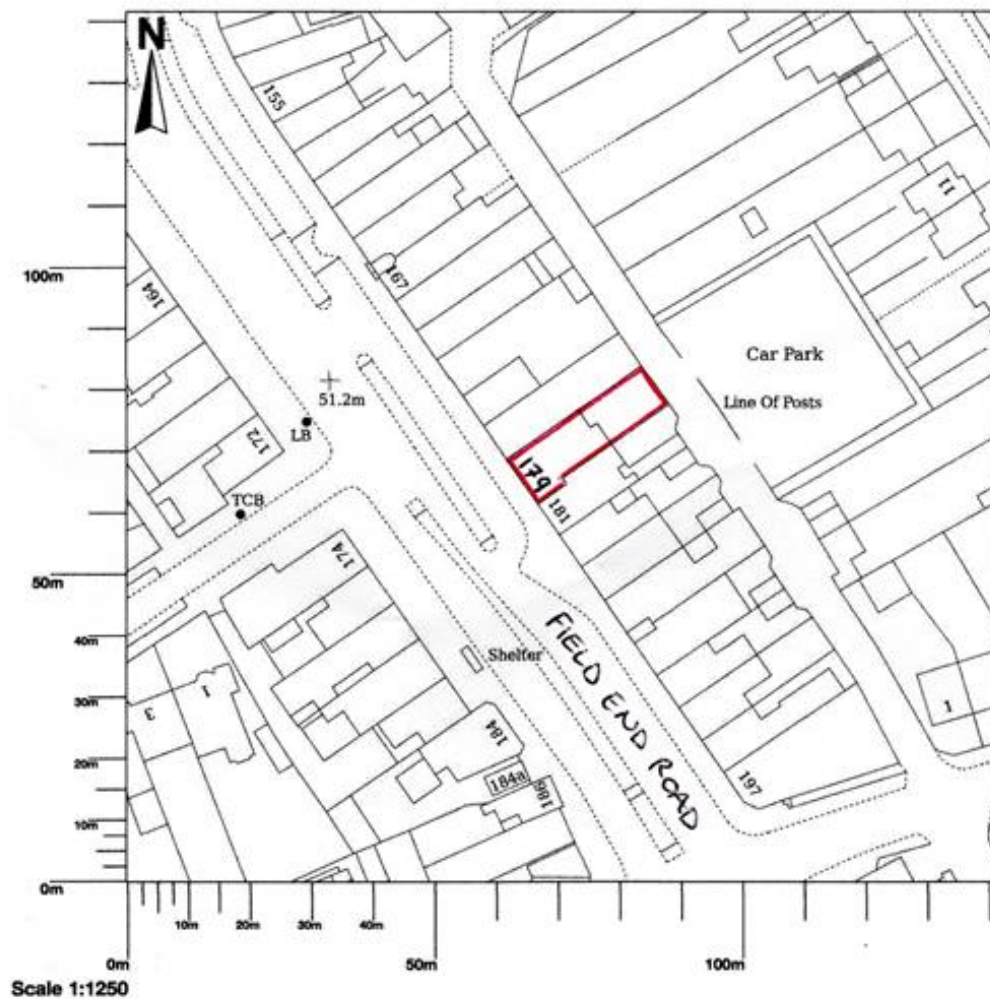 N
155
11
167
100m
164
Car Park
51.2m
Line Of Posts
LB
172
179
TCB
181
50m
174
40m
FIELD END ROAD
Shelter
30m
3
1
1
184
20m
197
184a
186
10m
0m
10m
20m
30m
40m
0m
50m
100m
Scale 1:1250